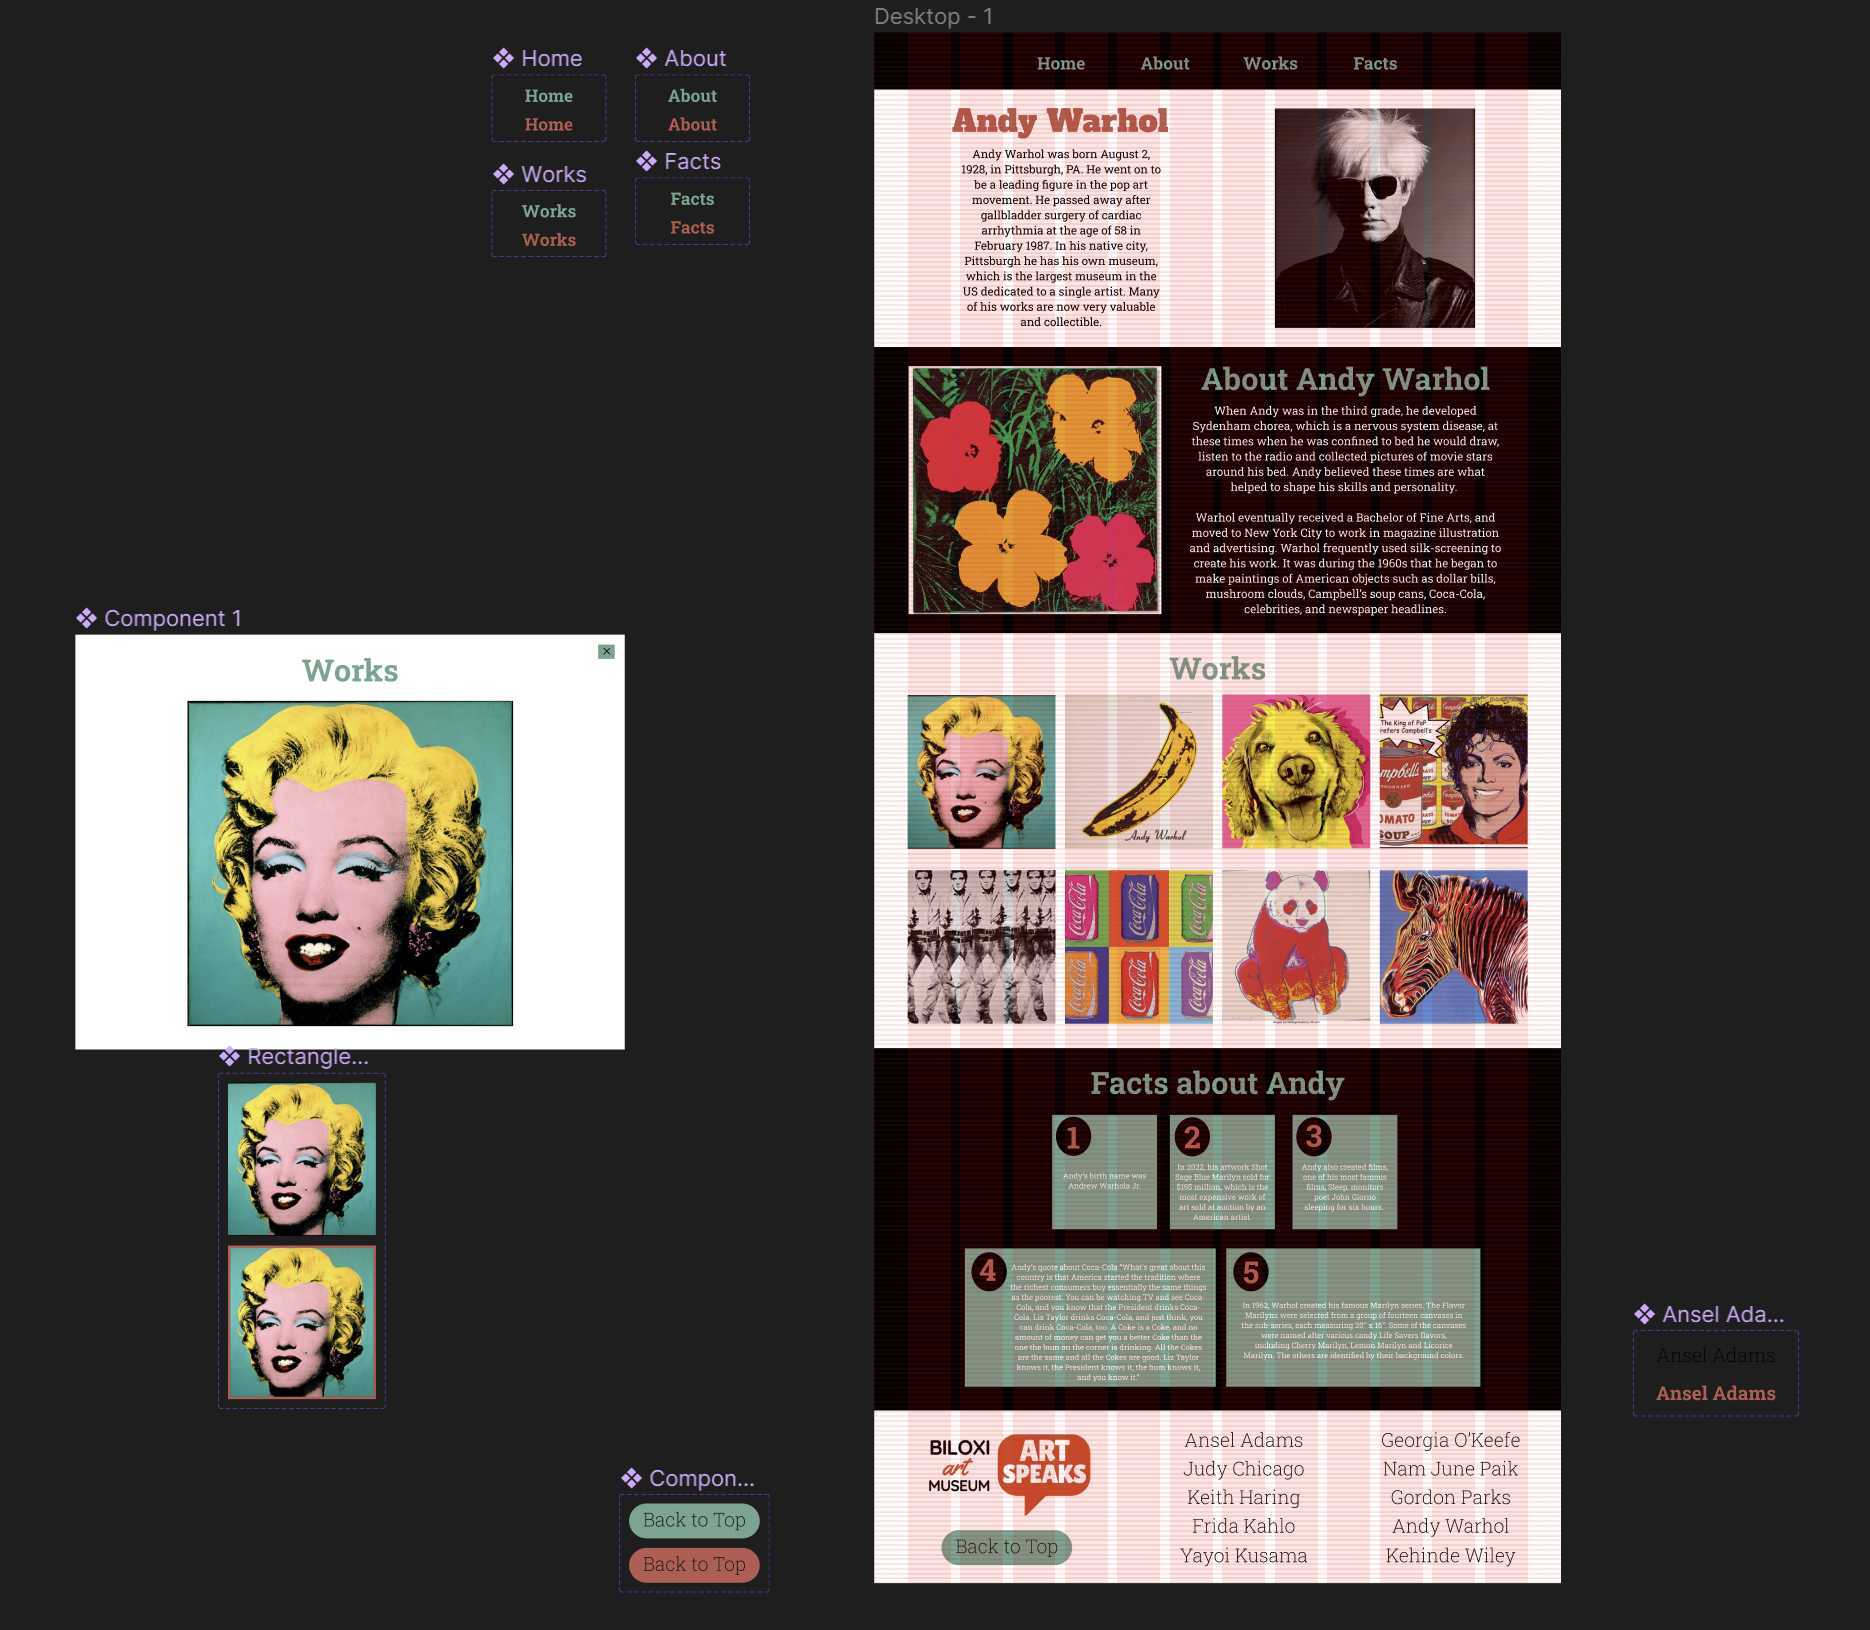 Desktop - 1
Home
Home
Home
About
About
About
Works
Works
Works
Facts
Facts
Facts
Home About Works Facts
Andy Warhol
Andy Warhol was born August 2,
1928, in Pittsburgh, PA. He went on to
be a leading figure in the pop art
movement. He passed away after
gallbladder surgery of cardiac
arrhythmia at the age of 58 in
February 1987. In his native city,
Pittsburgh he has his own museum,
which is the largest museum in the
US dedicated to a single artist. Many
of his works are now very valuable
and collectible.
About Andy Warhol
When Andy was in the third grade, he developed
Sydenham chorea, which is a nervous system disease, at
these times when he was confined to bed he would draw,
listen to the radio and collected pictures of movie stars
around his bed. Andy believed these times are what
helped to shape his skills and personality.
Warhol eventually received a Bachelor of Fine Arts, and
moved to New York City to work in magazine illustration
and advertising. Warhol frequently used silk-screening to
create his work. It was during the 1960s that he began to
make paintings of American objects such as dollar bills,
mushroom clouds, Campbell's soup cans, Coca-Cola,
celebrities, and newspaper headlines.
Component 1
Works
×
Rectangle...
Works
Andy Warhol
The King of PoP
refers Campbell's
mpbell's
CONDENSED
OMATO
SOUP
Coca-Cola
Coca-Cola
Coca-Cola
Coca-Cola
Coca-Cola
Coca-Cola
Facts about Andy
1
Andy's birth name was
Andrew Warhola Jr.
2
In 2022, his artwork Shot
Sage Blue Marilyn sold for
$195 million, which is the
most expensive work of
art sold at auction by an
American artist.
3
Andy also created films,
one of his most famous
films, Sleep, monitors
poet John Giorno
sleeping for six hours.
4
Andy's quote about Coca-Cola "What's great about this
country is that America started the tradition where
the richest consumers buy essentially the same things
as the poorest. You can be watching TV and see Coca-
Cola, and you know that the President drinks Coca-
Cola, Liz Taylor drinks Coca-Cola, and just think, you
can drink Coca-Cola, too. A Coke is a Coke, and no
amount of money can get you a better Coke than the
one the bum on the corner is drinking. All the Cokes
are the same and all the Cokes are good. Liz Taylor
knows it, the President knows it, the bum knows it,
and you know it."
5
In 1962, Warhol created his famous Marilyn series. The Flavor
Marilyns were selected from a group of fourteen canvases in
the sub-series, each measuring 20" x 16". Some of the canvases
were named after various candy Life Savers flavors,
including Cherry Marilyn, Lemon Marilyn and Licorice
Marilyn. The others are identified by their background colors.
Ansel Ada...
Ansel Adams
Ansel Adams
Compon...
Back to Top
Back to Top
BILOXI
art
MUSEUM
ART
SPEAKS
Back to Top
Ansel Adams
Judy Chicago
Keith Haring
Frida Kahlo
Yayoi Kusama
Georgia O'Keefe
Nam June Paik
Gordon Parks
Andy Warhol
Kehinde Wiley